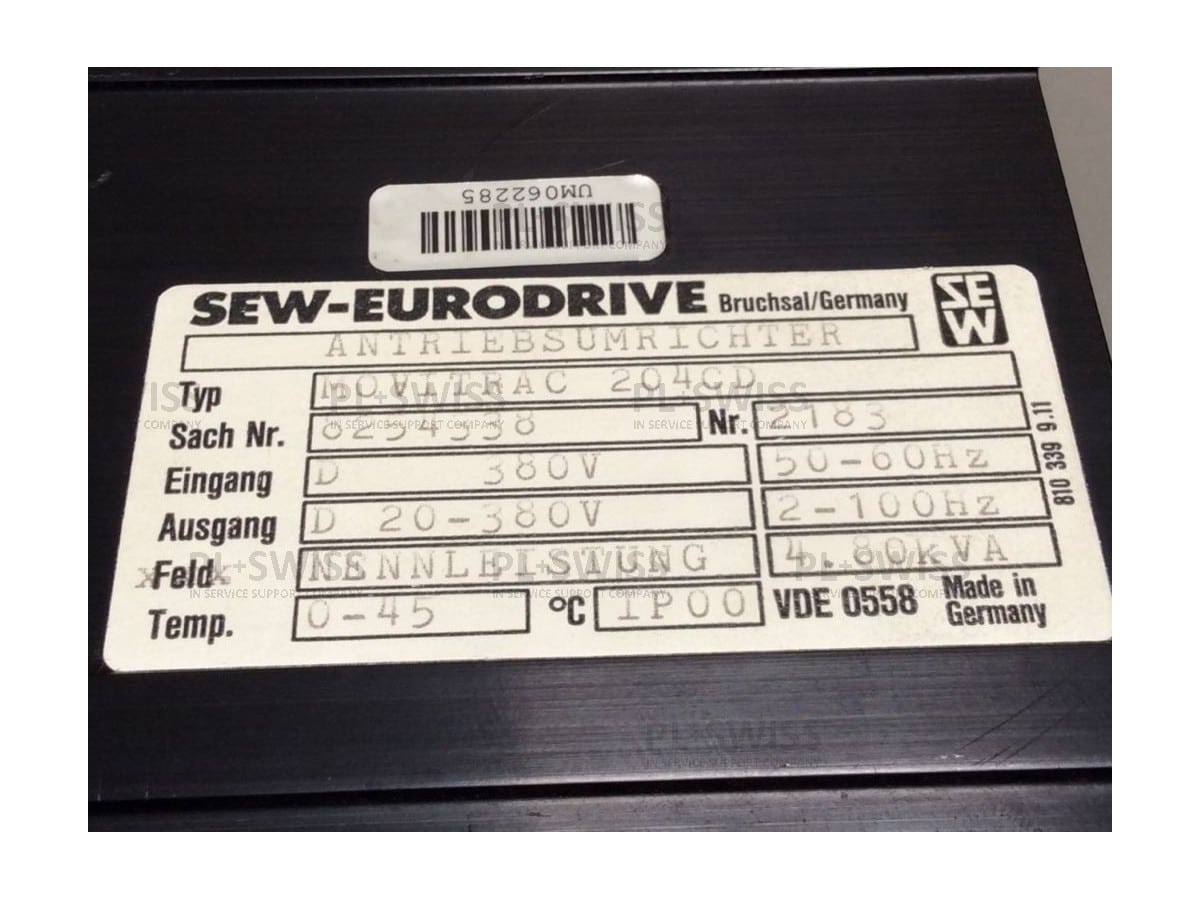 UM062285
SEW-EURODRIVE Bruchsal/Germany SEW
ANTRIEBSUMRICHTER
Typ MOVITRAC 204CD
Sach Nr. 8254338 Nr. 2183
Eingang D 380V 50-60Hz
Ausgang D 20-380V 2-100Hz
xFeldx NENNLEISTUNG 4.80kVA
Temp. 0-45 °C IP00 VDE 0558 Made in Germany
810 339 9.11
PL+SWISS
IN SERVICE SUPPORT COMPANY